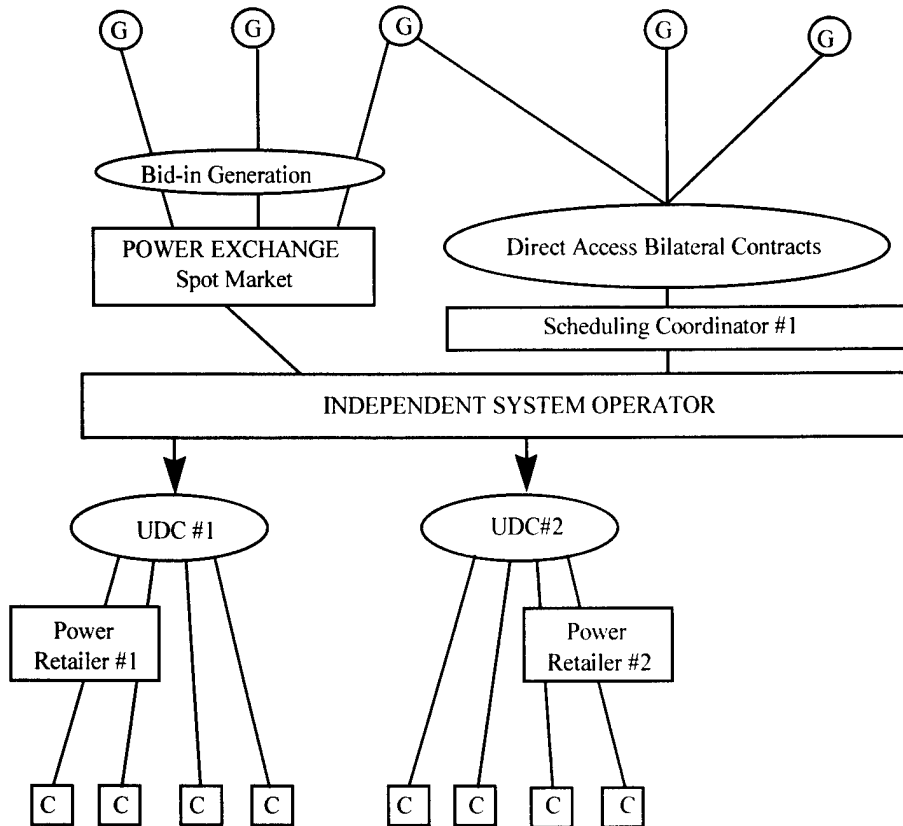 G
G
G
G
G
Bid-in Generation
POWER EXCHANGE
Spot Market
Direct Access Bilateral Contracts
Scheduling Coordinator #1
INDEPENDENT SYSTEM OPERATOR
UDC #1
UDC#2
Power
Retailer #1
Power
Retailer #2
C
C
C
C
C
C
C
C